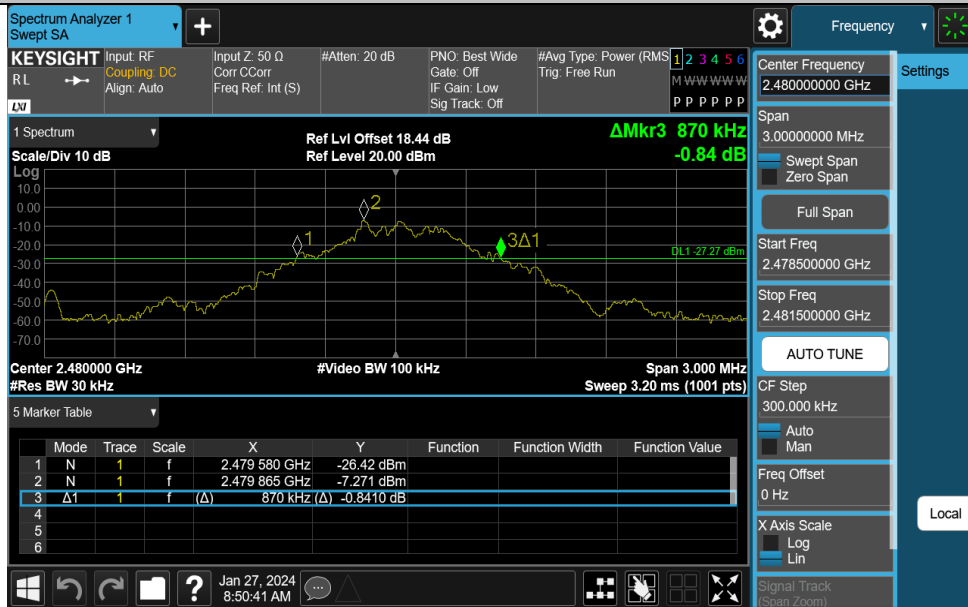 Spectrum Analyzer 1
Swept SA
+
Frequency
KEYSIGHT
RL
LXI
Input: RF
Coupling: DC
Align: Auto
Input Z: 50 Ω
Corr CCorr
Freq Ref: Int (S)
#Atten: 20 dB
PNO: Best Wide
Gate: Off
IF Gain: Low
Sig Track: Off
#Avg Type: Power (RMS
Trig: Free Run
1 2 3 4 5 6
M W W W W W
P P P P P P
1 Spectrum
Scale/Div 10 dB
Ref Lvl Offset 18.44 dB
Ref Level 20.00 dBm
ΔMkr3 870 kHz
-0.84 dB
Log
10.0
0.00
-10.0
-20.0
-30.0
-40.0
-50.0
-60.0
-70.0
1
2
3Δ1
DL1 -27.27 dBm
Center 2.480000 GHz
#Video BW 100 kHz
Span 3.000 MHz
#Res BW 30 kHz
Sweep 3.20 ms (1001 pts)
5 Marker Table
Mode Trace Scale X Y Function Function Width Function Value
1 N 1 f 2.479 580 GHz -26.42 dBm
2 N 1 f 2.479 865 GHz -7.271 dBm
3 Δ1 1 f (Δ) 870 kHz (Δ) -0.8410 dB
4
5
6
?
Jan 27, 2024
8:50:41 AM
Center Frequency
2.480000000 GHz
Span
3.00000000 MHz
Swept Span
Zero Span
Full Span
Start Freq
2.478500000 GHz
Stop Freq
2.481500000 GHz
AUTO TUNE
CF Step
300.000 kHz
Auto
Man
Freq Offset
0 Hz
X Axis Scale
Log
Lin
Signal Track
(Span Zoom)
Settings
Local